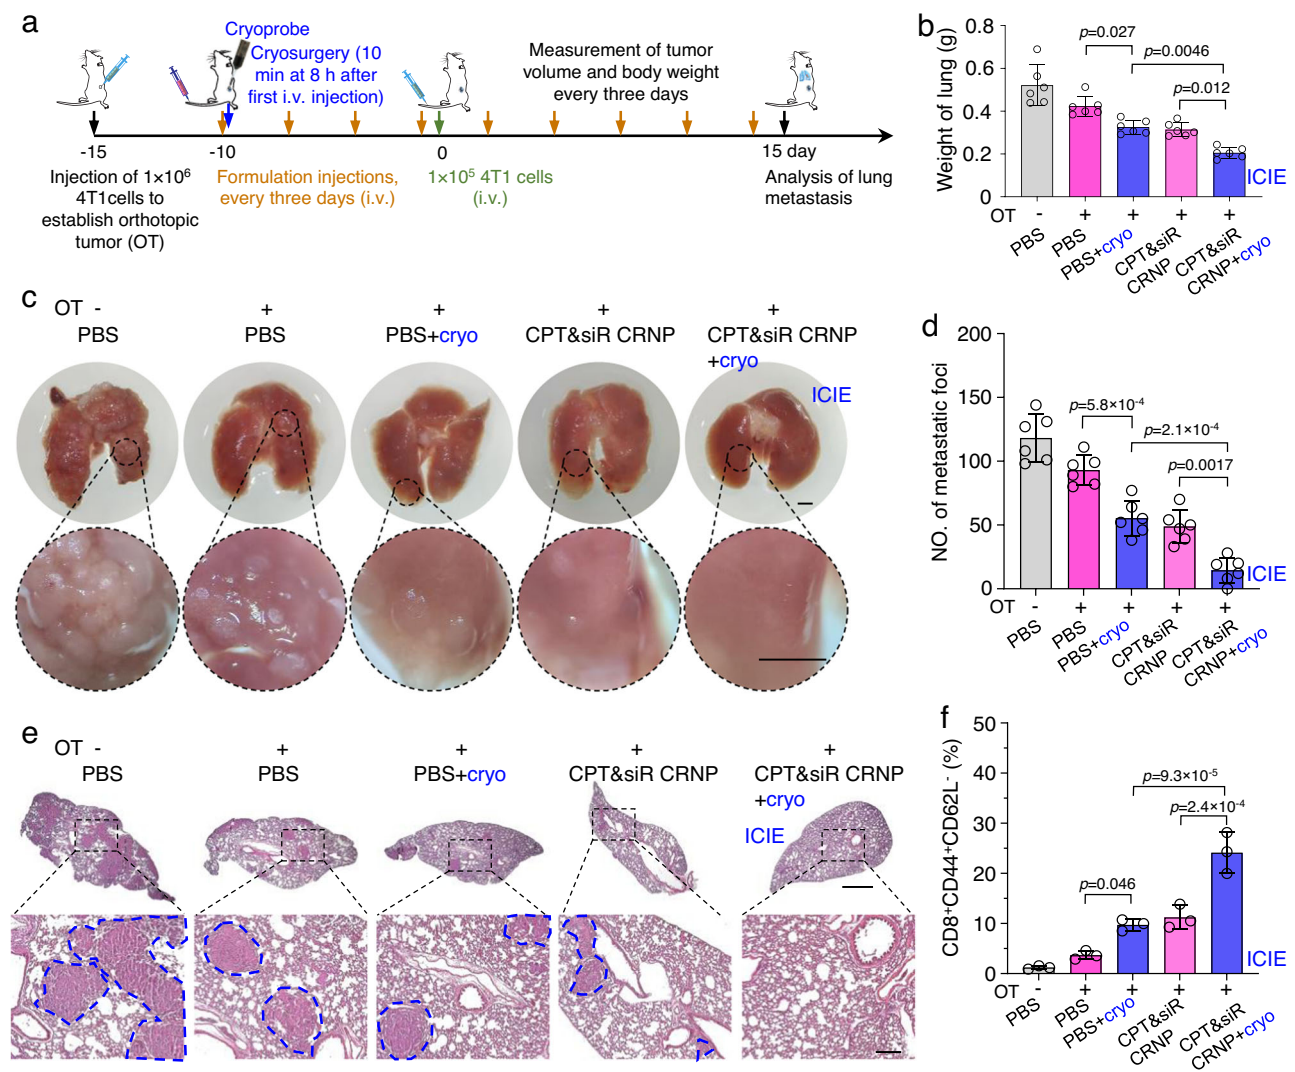 a
Cryoprobe
Cryosurgery (10
min at 8 h after
first i.v. injection)
Measurement of tumor
volume and body weight
every three days
-15
-10
0
15 day
Injection of 1×10⁶
4T1cells to
establish orthotopic
tumor (OT)
Formulation injections,
every three days (i.v.)
1×10⁵ 4T1 cells
(i.v.)
Analysis of lung
metastasis
b
Weight of lung (g)
0.8
0.6
0.4
0.2
0
p=0.027
p=0.0046
p=0.012
ICIE
OT - + + + +
PBS
PBS
PBS+cryo
CPT&siR
CRNP
CPT&siR
CRNP+cryo
c
OT - + + + +
PBS PBS PBS+cryo CPT&siR CRNP CPT&siR CRNP
+cryo
ICIE
d
NO. of metastatic foci
200
150
100
50
0
p=5.8×10⁻⁴
p=2.1×10⁻⁴
p=0.0017
ICIE
OT - + + + +
PBS
PBS
PBS+cryo
CPT&siR
CRNP
CPT&siR
CRNP+cryo
e
OT - + + + +
PBS PBS PBS+cryo CPT&siR CRNP CPT&siR CRNP
+cryo
ICIE
f
CD8⁺CD44⁺CD62L⁻ (%)
50
40
30
20
10
0
p=9.3×10⁻⁵
p=2.4×10⁻⁴
p=0.046
ICIE
OT - + + + +
PBS
PBS
PBS+cryo
CPT&siR
CRNP
CPT&siR
CRNP+cryo